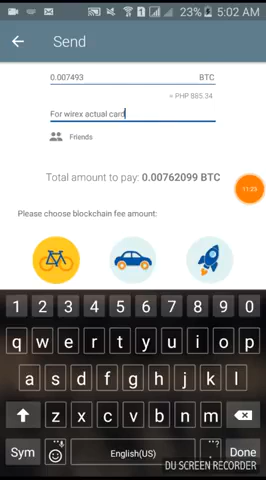 23% 5:02 AM
Send
0.007493 BTC
= PHP 885.34
For wirex actual card
Friends
Total amount to pay: 0.00762099 BTC
11:09
Please choose blockchain fee amount:
1 2 3 4 5 6 7 8 9 0
q w e r t y u i o p
a s d f g h j k l
z x c v b n m
Sym English(US) . Done
DU SCREEN RECORDER